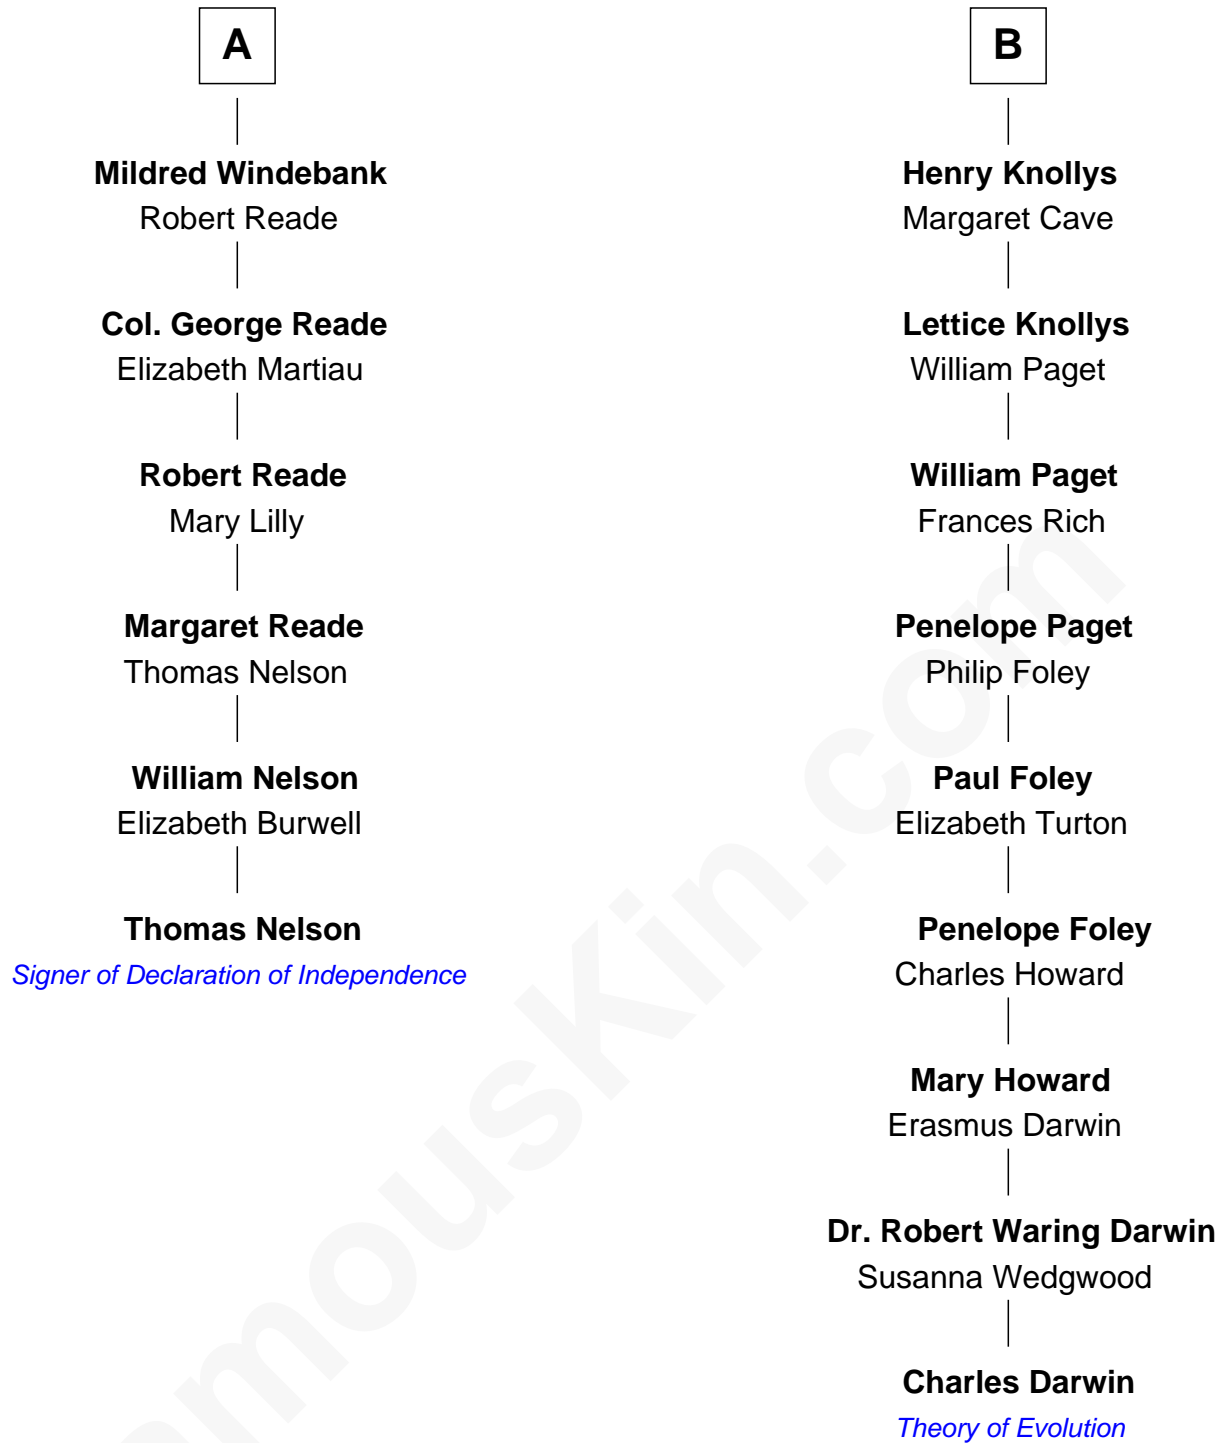 A
Mildred Windebank
Robert Reade
Col. George Reade
Elizabeth Martiau
Robert Reade
Mary Lilly
Margaret Reade
Thomas Nelson
William Nelson
Elizabeth Burwell
Thomas Nelson
Signer of Declaration of Independence
B
Henry Knollys
Margaret Cave
Lettice Knollys
William Paget
William Paget
Frances Rich
Penelope Paget
Philip Foley
Paul Foley
Elizabeth Turton
Penelope Foley
Charles Howard
Mary Howard
Erasmus Darwin
Dr. Robert Waring Darwin
Susanna Wedgwood
Charles Darwin
Theory of Evolution
amouskin.com